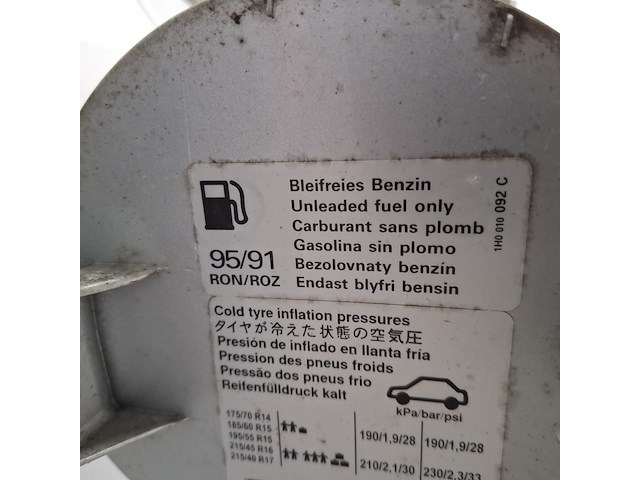 Bleifreies Benzin
Unleaded fuel only
Carburant sans plomb
Gasolina sin plomo
Bezolovnaty benzín
Endast blyfri bensin
95/91
RON/ROZ
1H0 010 092 C
Cold tyre inflation pressures
タイヤが冷えた状態の空気圧
Presión de inflado en llanta fría
Pression des pneus froids
Pressão dos pneus frio
Reifenfülldruck kalt
kPa/bar/psi
175/70 R14
185/60 R15
195/55 R15
215/45 R16
215/40 R17
190/1,9/28 190/1,9/28
210/2,1/30 230/2,3/33